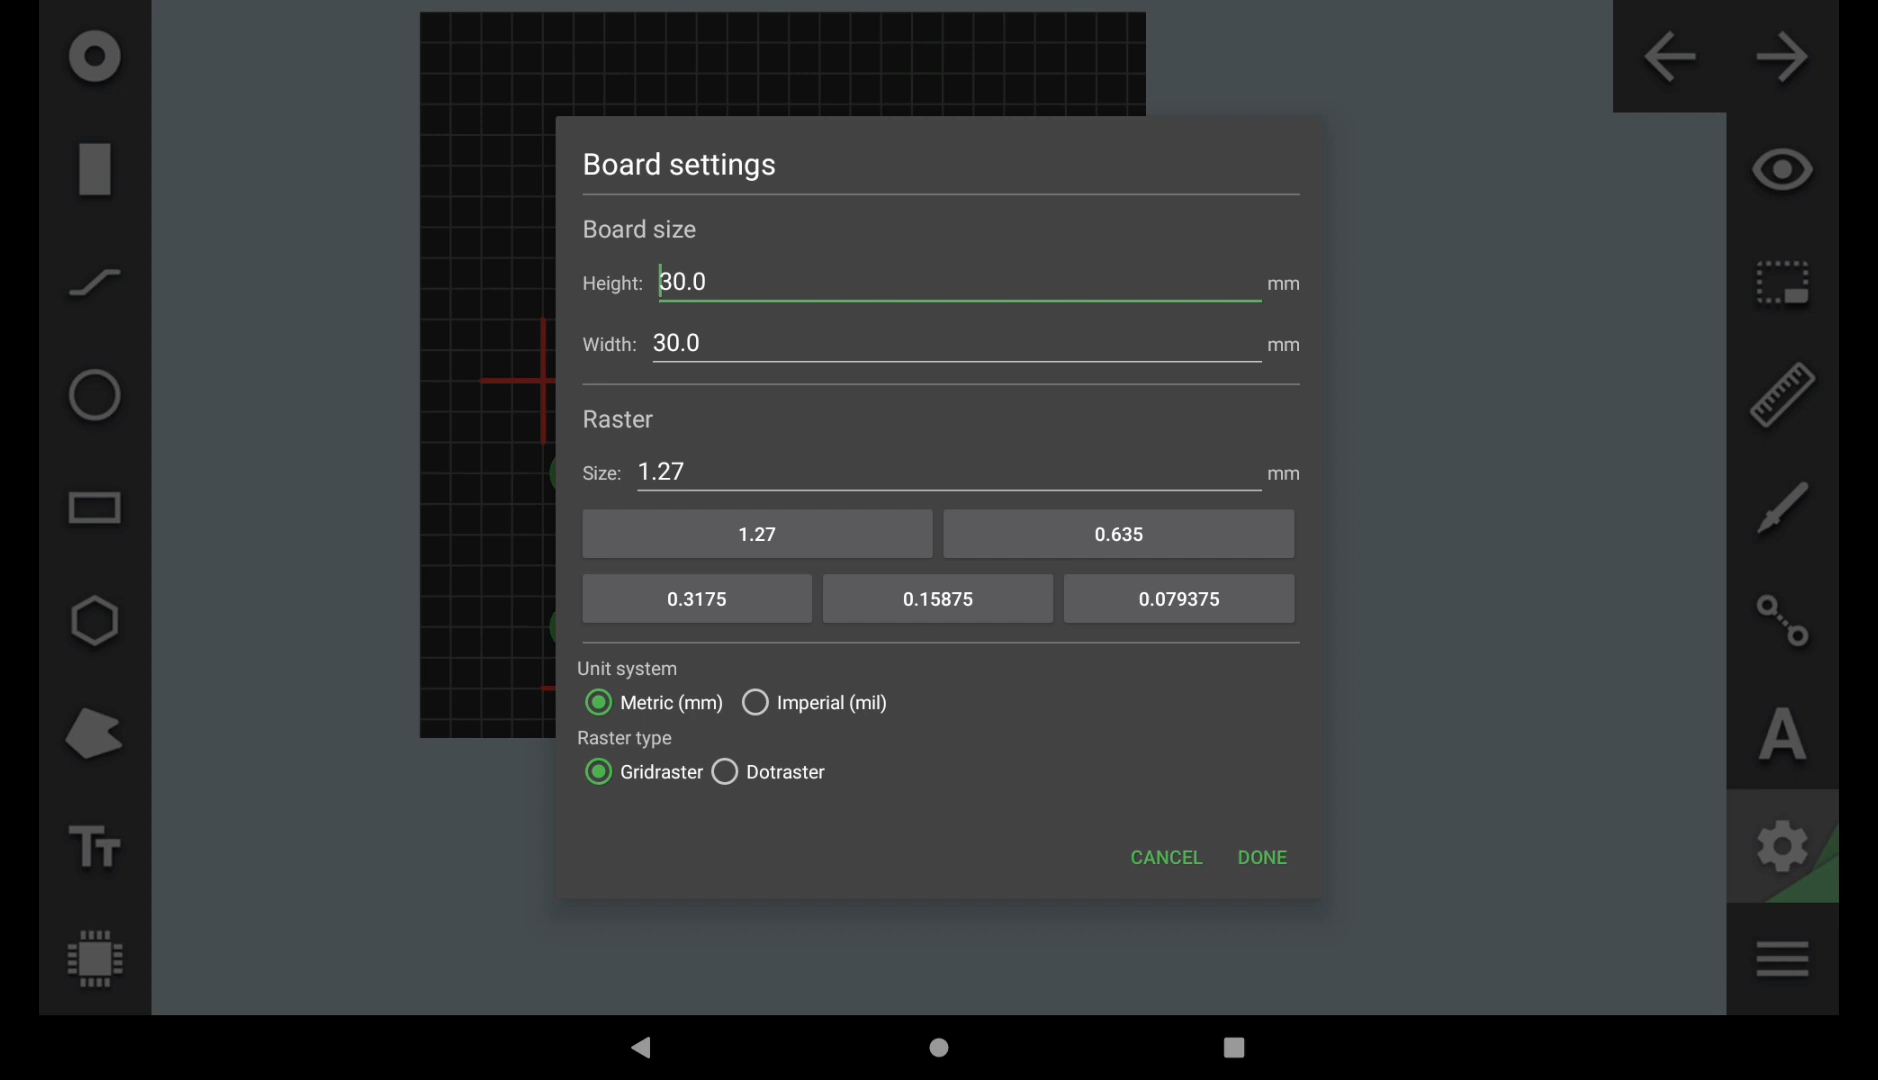 Board settings
Board size
Height: 30.0 mm
Width: 30.0 mm
Raster
Size: 1.27 mm
1.27 0.635
0.3175 0.15875 0.079375
Unit system
Metric (mm) Imperial (mil)
Raster type
Gridraster Dotraster
CANCEL DONE
TT
A